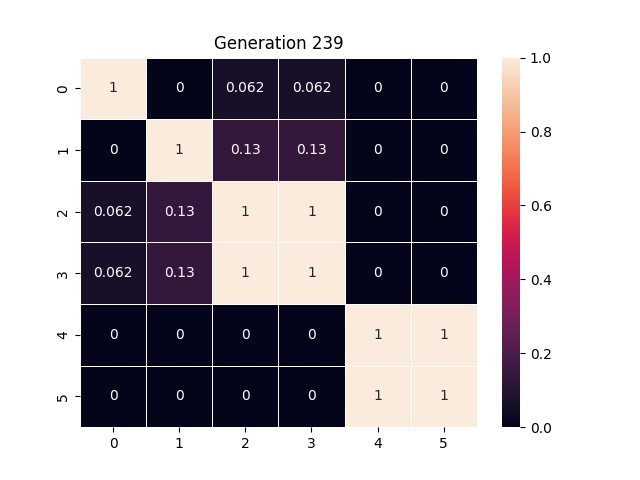 Generation 239
0 1 0 0.062 0.062 0 0
1 0 1 0.13 0.13 0 0
2 0.062 0.13 1 1 0 0
3 0.062 0.13 1 1 0 0
4 0 0 0 0 1 1
5 0 0 0 0 1 1
0 1 2 3 4 5
1.0
0.8
0.6
0.4
0.2
0.0